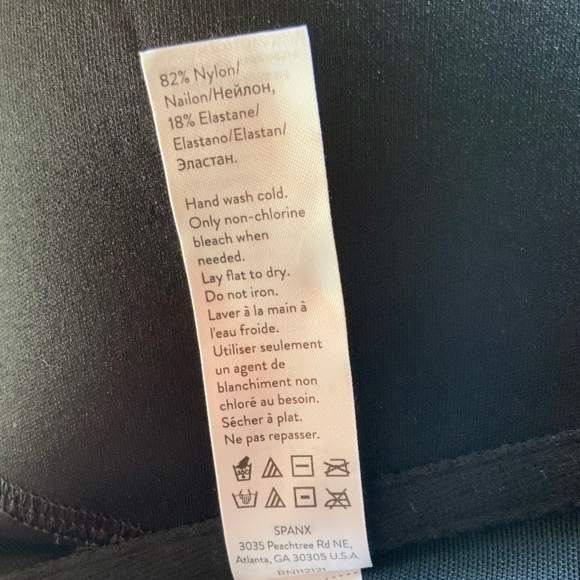 82% Nylon/
Nailon/Нейлон,
18% Elastane/
Elastano/Elastan/
Эластан.
Hand wash cold.
Only non-chlorine
bleach when
needed.
Lay flat to dry.
Do not iron.
Laver à la main à
l'eau froide.
Utiliser seulement
un agent de
blanchiment non
chloré au besoin.
Sécher à plat.
Ne pas repasser.
SPANX
3035 Peachtree Rd NE,
Atlanta, GA 30305 U.S.A.
RN112121